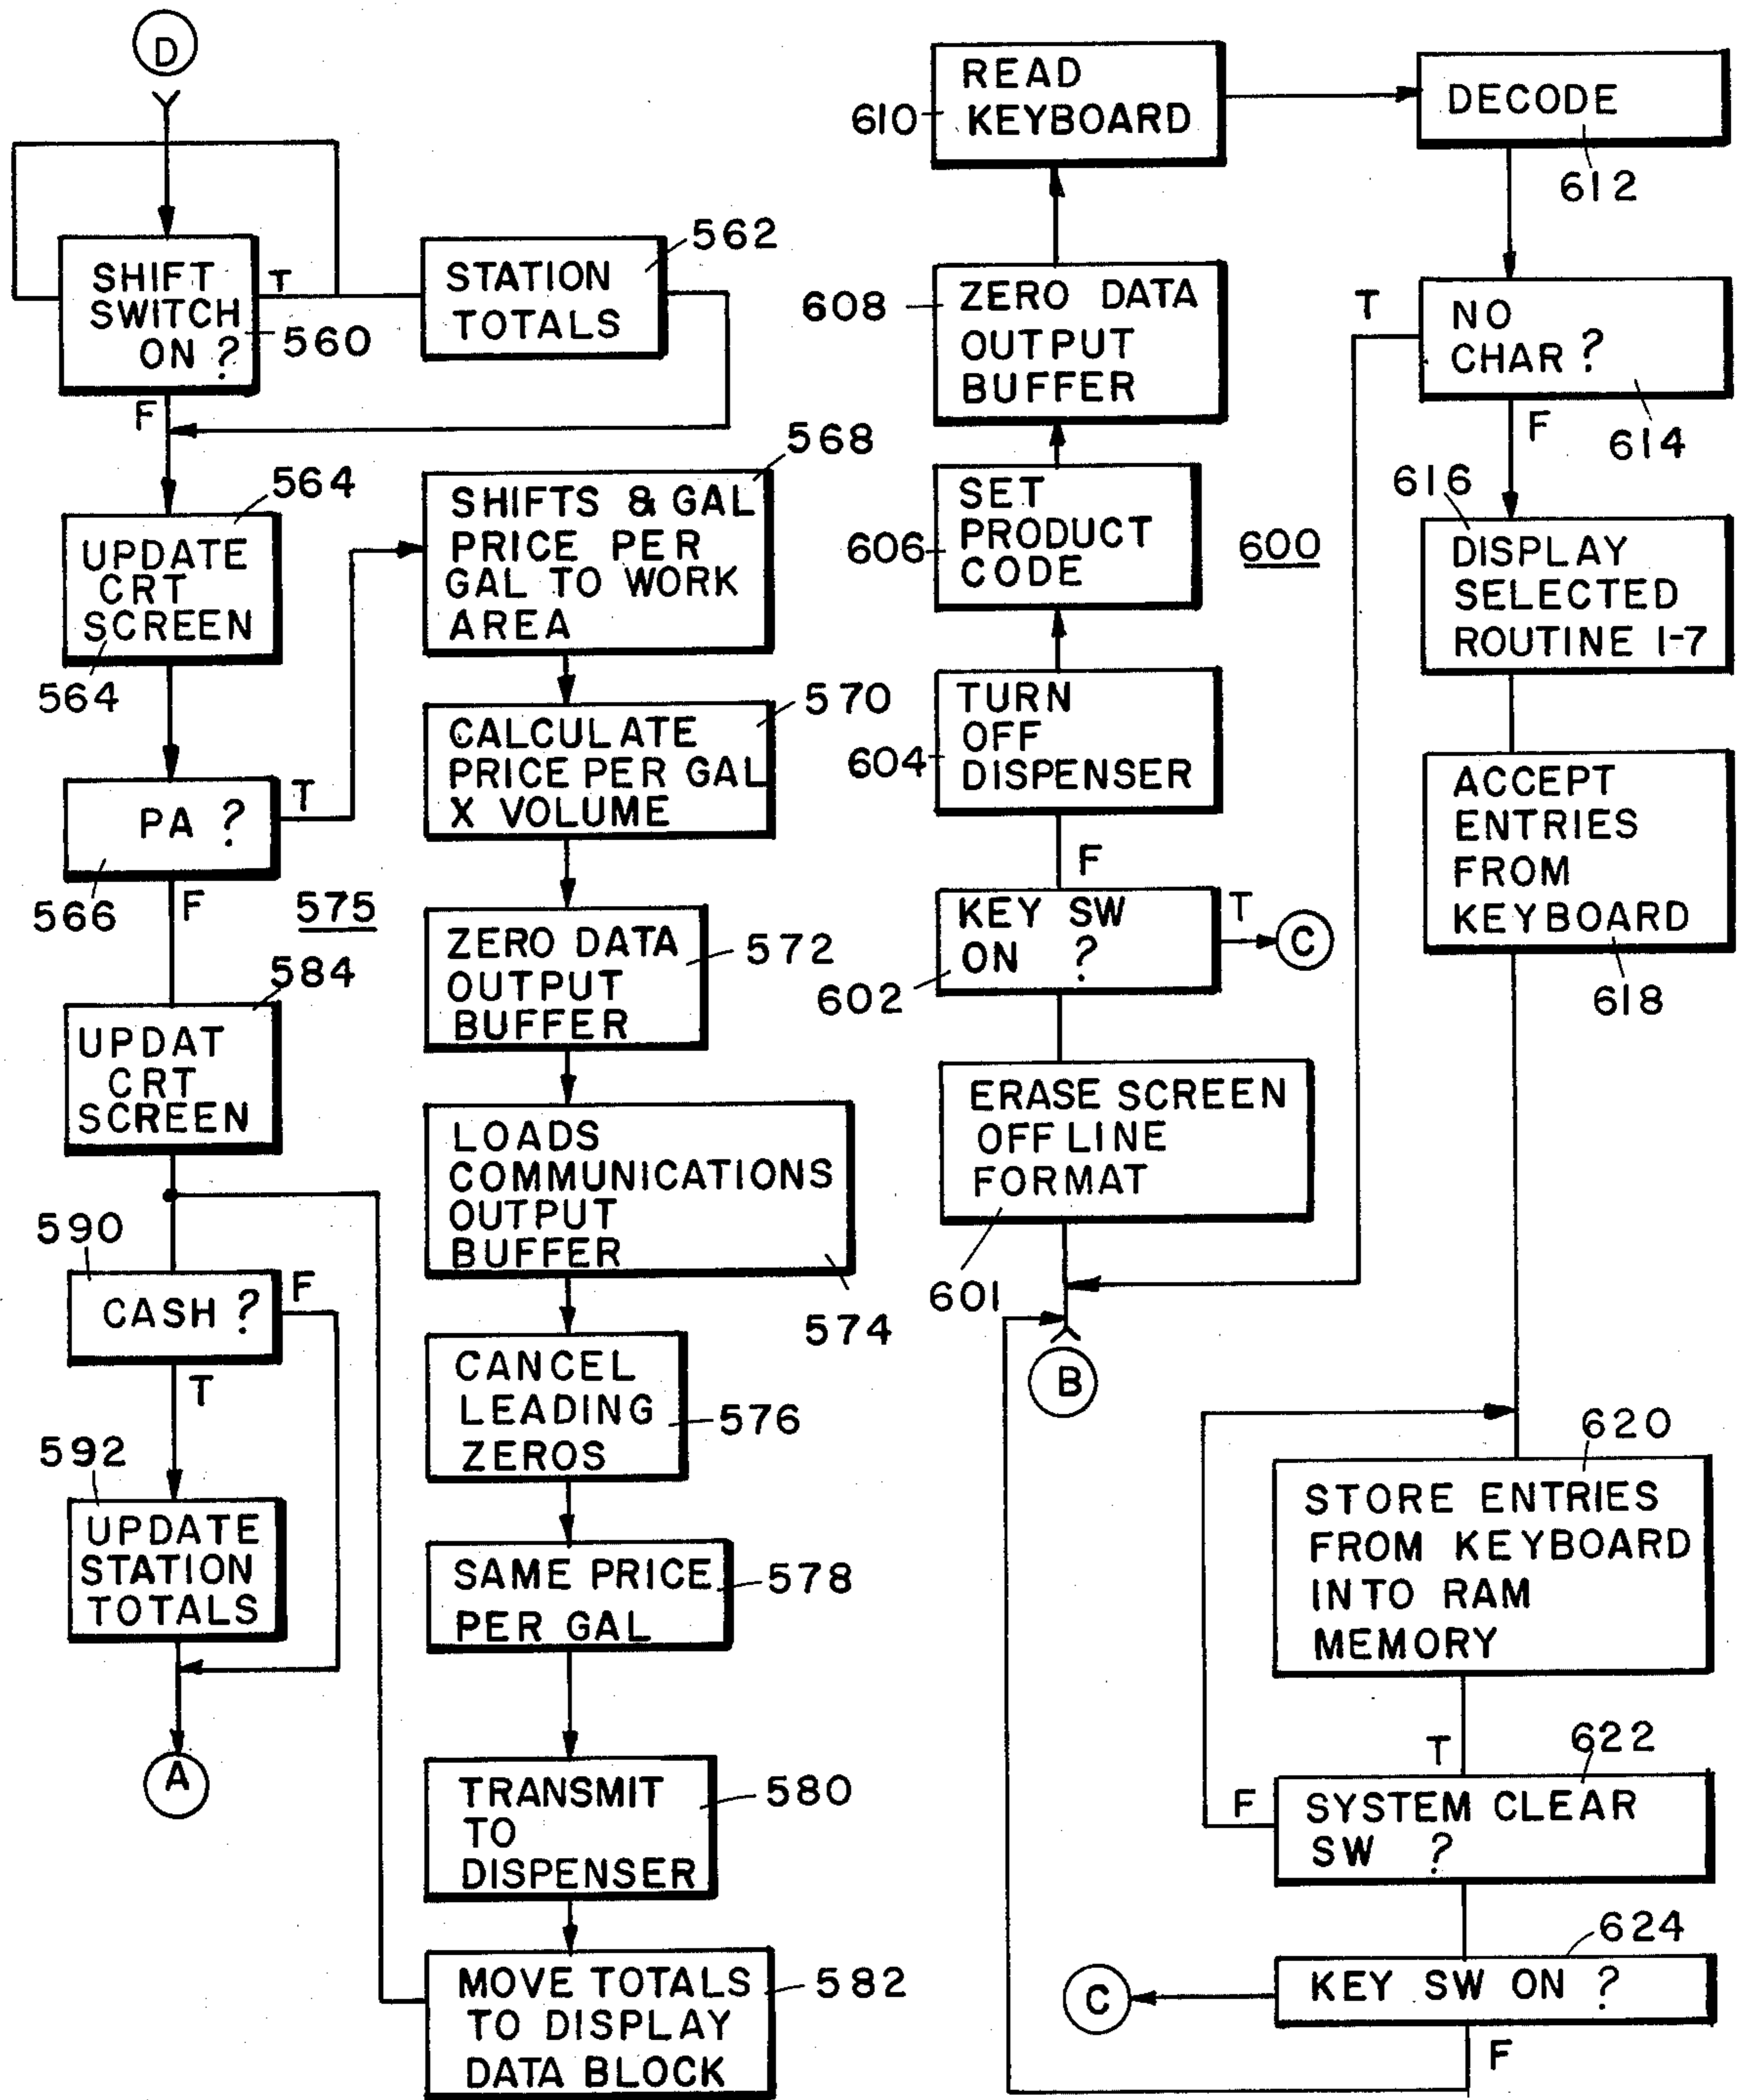 D
SHIFT
SWITCH
ON ?
T
560
F
STATION
TOTALS
562
564
UPDATE
CRT
SCREEN
564
PA ?
T
566
F
575
584
UPDAT
CRT
SCREEN
590
CASH ?
F
T
592
UPDATE
STATION
TOTALS
A
568
SHIFTS & GAL
PRICE PER
GAL TO WORK
AREA
570
CALCULATE
PRICE PER GAL
X VOLUME
ZERO DATA
OUTPUT
BUFFER
572
LOADS
COMMUNICATIONS
OUTPUT
BUFFER
574
CANCEL
LEADING
ZEROS
576
SAME PRICE
PER GAL
578
TRANSMIT
TO
DISPENSER
580
MOVE TOTALS
TO DISPLAY
DATA BLOCK
582
READ
KEYBOARD
610
608
ZERO DATA
OUTPUT
BUFFER
606
SET
PRODUCT
CODE
600
604
TURN
OFF
DISPENSER
F
KEY SW
ON ?
T
C
602
ERASE SCREEN
OFF LINE
FORMAT
601
B
DECODE
612
T
NO
CHAR ?
F
614
616
DISPLAY
SELECTED
ROUTINE 1-7
ACCEPT
ENTRIES
FROM
KEYBOARD
618
620
STORE ENTRIES
FROM KEYBOARD
INTO RAM
MEMORY
T
622
F
SYSTEM CLEAR
SW ?
624
C
KEY SW ON ?
F